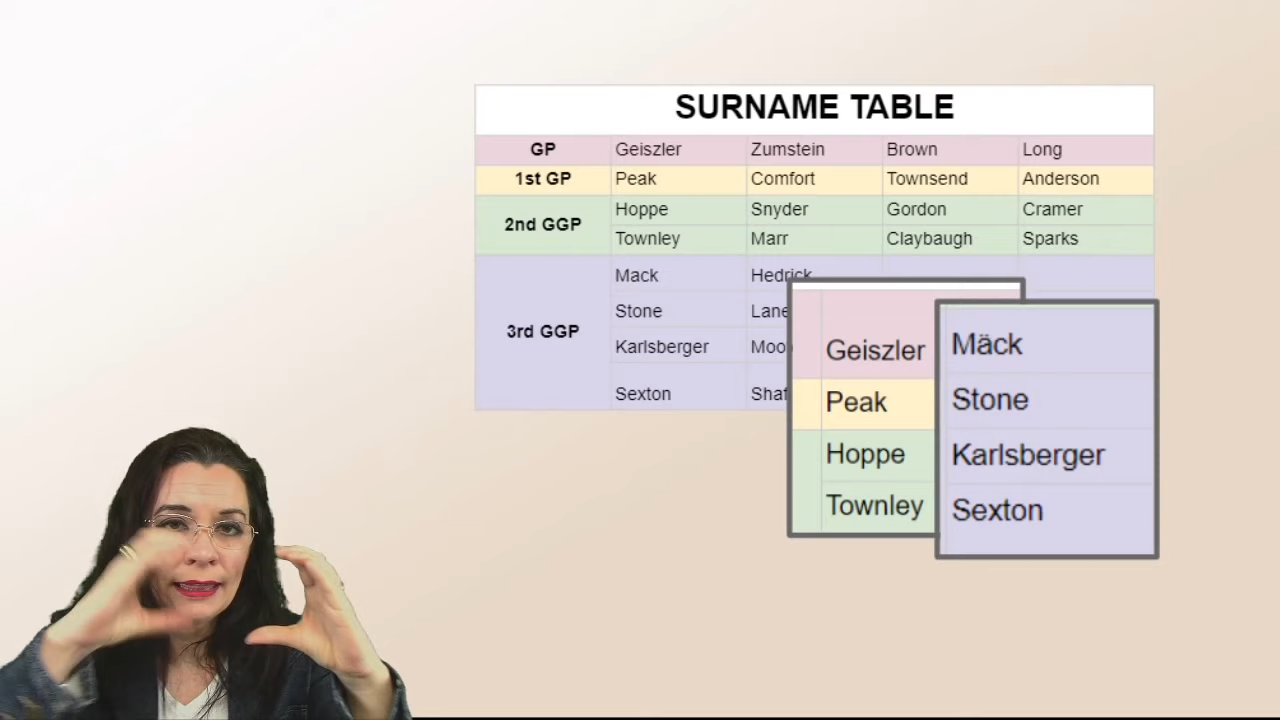 SURNAME TABLE
GP Geiszler Zumstein Brown Long
1st GP Peak Comfort Townsend Anderson
2nd GGP
Hoppe Snyder Gordon Cramer
Townley Marr Claybaugh Sparks
3rd GGP
Mack Hedrick
Stone Lane
Karlsberger
Sexton
Geiszler
Peak
Hoppe
Townley
Mäck
Stone
Karlsberger
Sexton